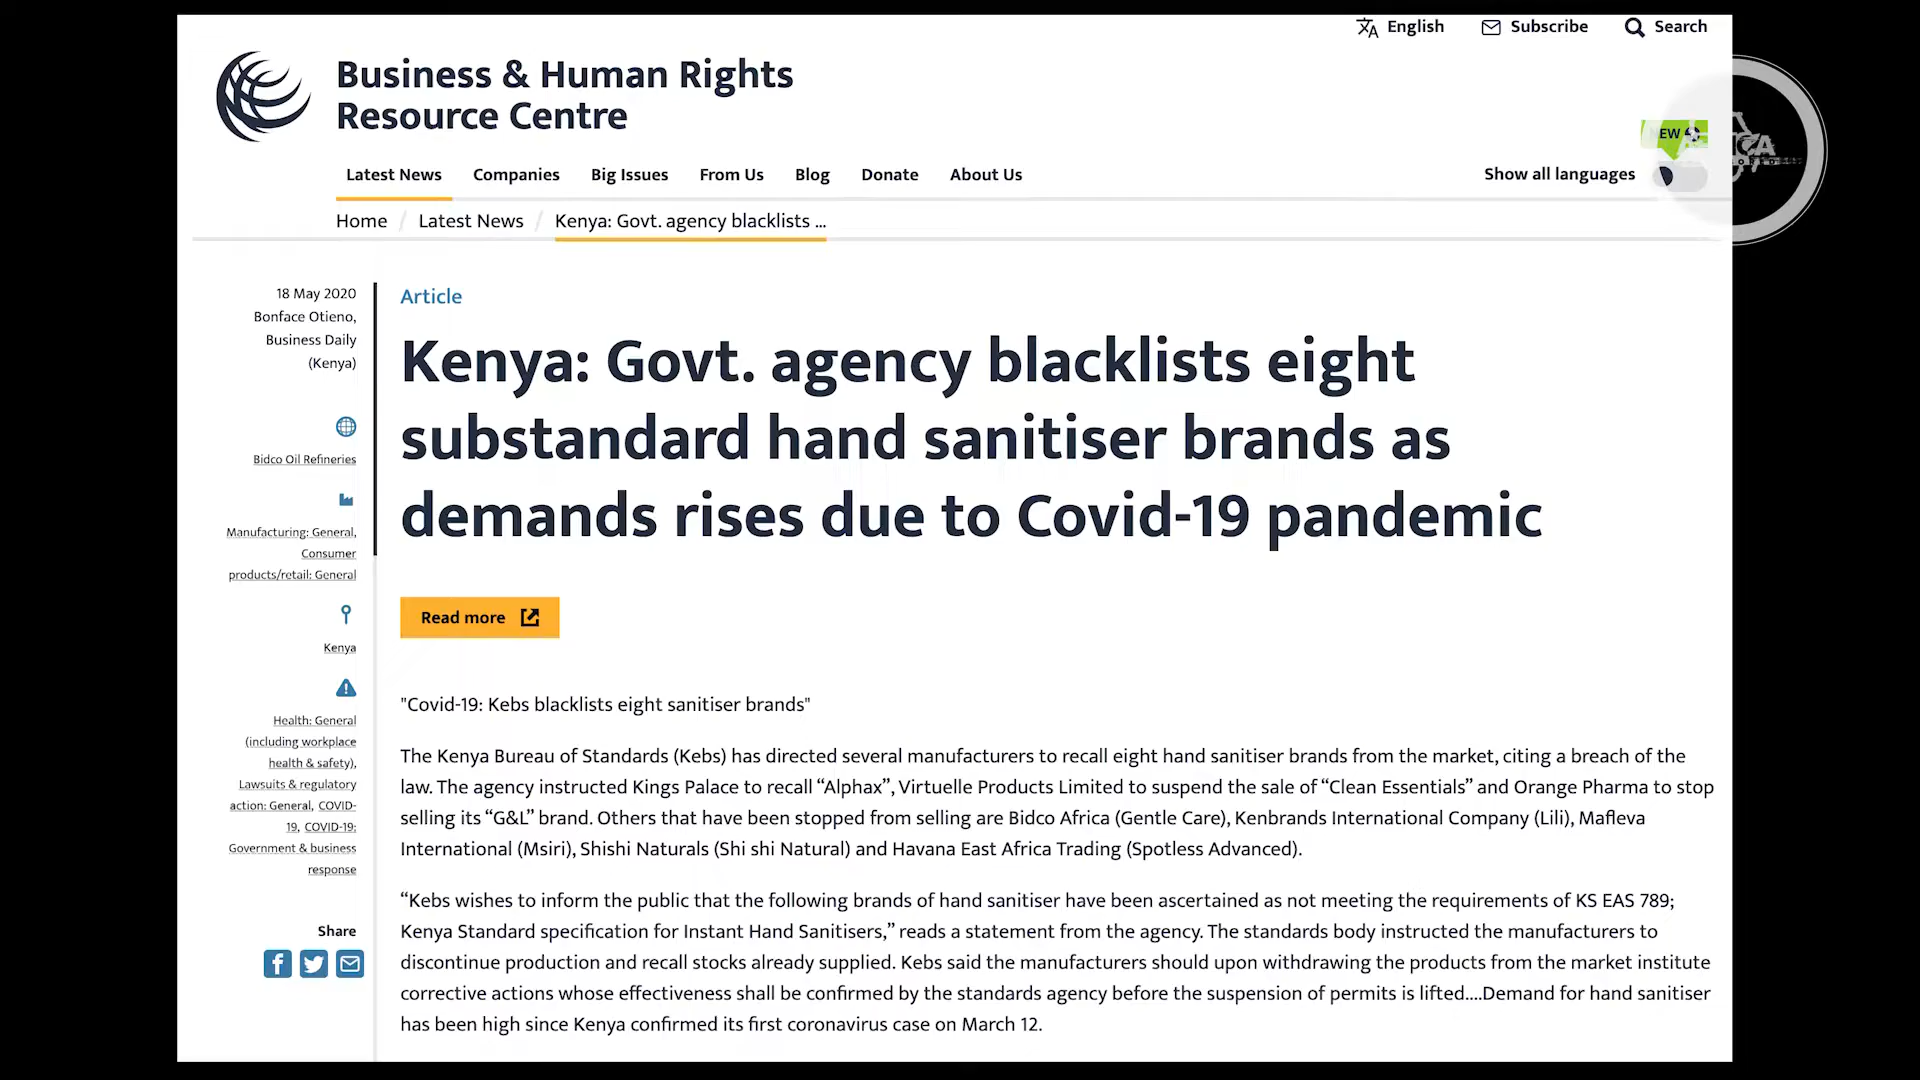 English Subscribe Search
Business & Human Rights
Resource Centre
Latest News Companies Big Issues From Us Blog Donate About Us
Show all languages
Home / Latest News / Kenya: Govt. agency blacklists ...
18 May 2020
Bonface Otieno,
Business Daily
(Kenya)
Bidco Oil Refineries
Manufacturing: General,
Consumer
products/retail: General
Kenya
Health: General
(including workplace
health & safety),
Lawsuits & regulatory
action: General, COVID-
19, COVID-19:
Government & business
response
Share
Article
Kenya: Govt. agency blacklists eight
substandard hand sanitiser brands as
demands rises due to Covid-19 pandemic
Read more
"Covid-19: Kebs blacklists eight sanitiser brands"
The Kenya Bureau of Standards (Kebs) has directed several manufacturers to recall eight hand sanitiser brands from the market, citing a breach of the
law. The agency instructed Kings Palace to recall “Alphax”, Virtuelle Products Limited to suspend the sale of “Clean Essentials” and Orange Pharma to stop
selling its “G&L” brand. Others that have been stopped from selling are Bidco Africa (Gentle Care), Kenbrands International Company (Lili), Mafleva
International (Msiri), Shishi Naturals (Shi shi Natural) and Havana East Africa Trading (Spotless Advanced).
“Kebs wishes to inform the public that the following brands of hand sanitiser have been ascertained as not meeting the requirements of KS EAS 789;
Kenya Standard specification for Instant Hand Sanitisers,” reads a statement from the agency. The standards body instructed the manufacturers to
discontinue production and recall stocks already supplied. Kebs said the manufacturers should upon withdrawing the products from the market institute
corrective actions whose effectiveness shall be confirmed by the standards agency before the suspension of permits is lifted....Demand for hand sanitiser
has been high since Kenya confirmed its first coronavirus case on March 12.